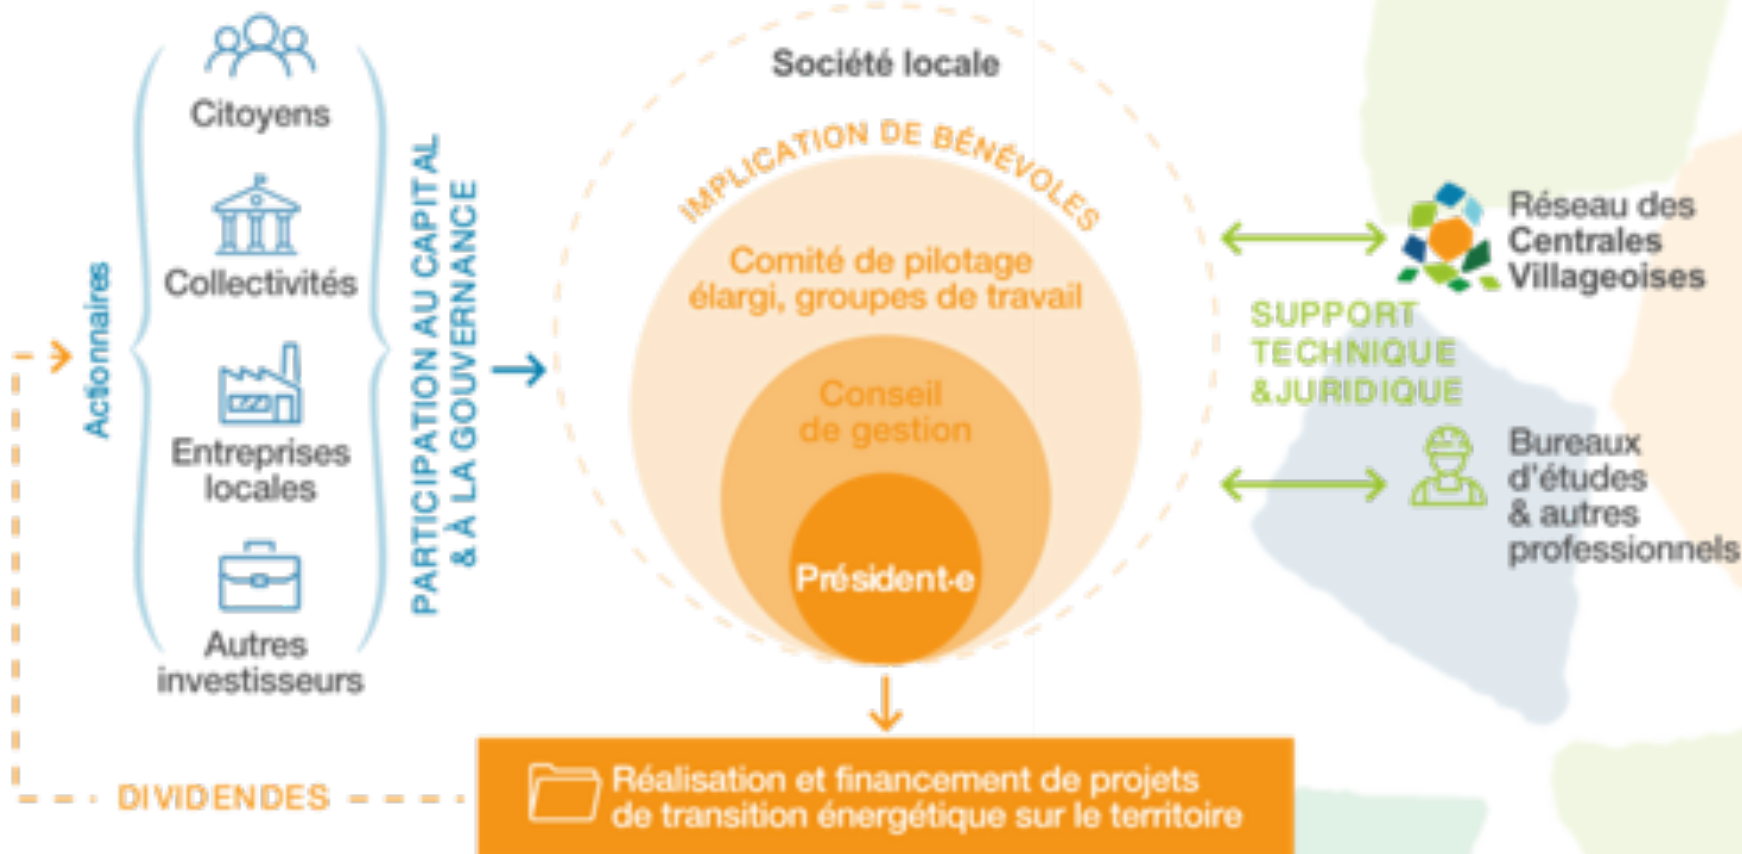 Actionnaires
Citoyens
Collectivités
Entreprises
locales
Autres
investisseurs
PARTICIPATION AU CAPITAL
& À LA GOUVERNANCE
Société locale
IMPLICATION DE BÉNÉVOLES
Comité de pilotage
élargi, groupes de travail
Conseil
de gestion
Président·e
Réseau des
Centrales
Villageoises
SUPPORT
TECHNIQUE
&JURIDIQUE
Bureaux
d'études
& autres
professionnels
DIVIDENDES
Réalisation et financement de projets
de transition énergétique sur le territoire